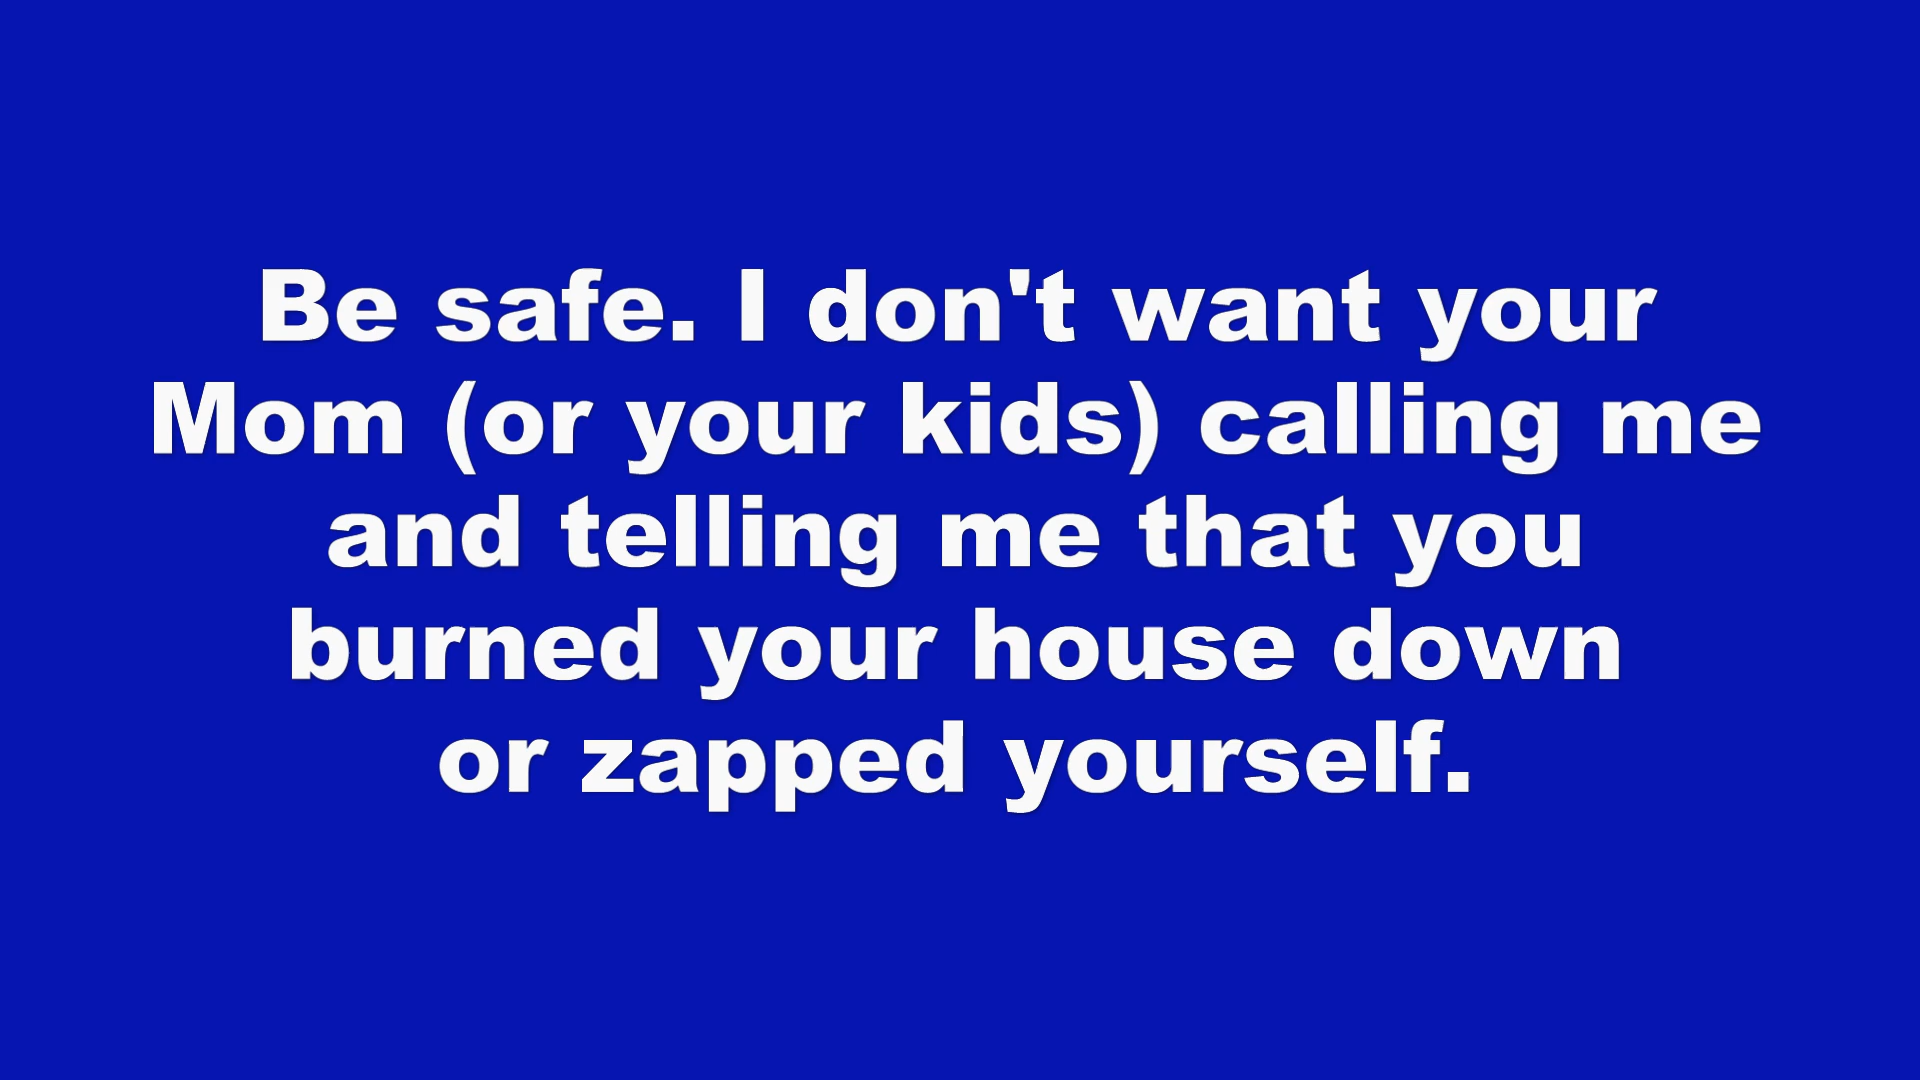 Be safe. I don't want your
Mom (or your kids) calling me
and telling me that you
burned your house down
or zapped yourself.